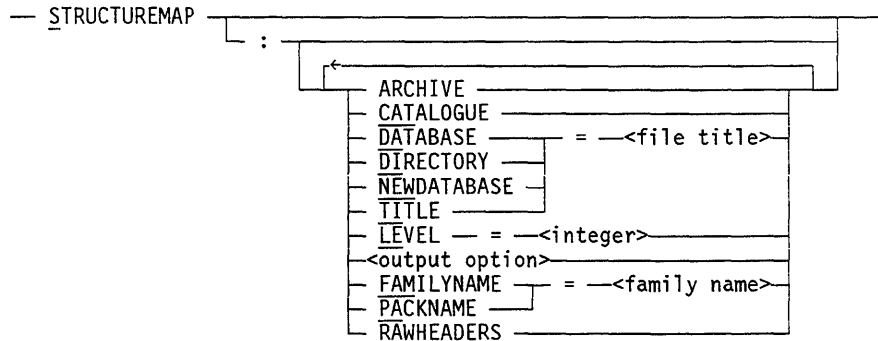 STRUCTUREMAP
:
ARCHIVE
CATALOGUE
DATABASE = <file title>
DIRECTORY
NEWDATABASE
TITLE
LEVEL = <integer>
<output option>
FAMILYNAME = <family name>
PACKNAME
RAWHEADERS